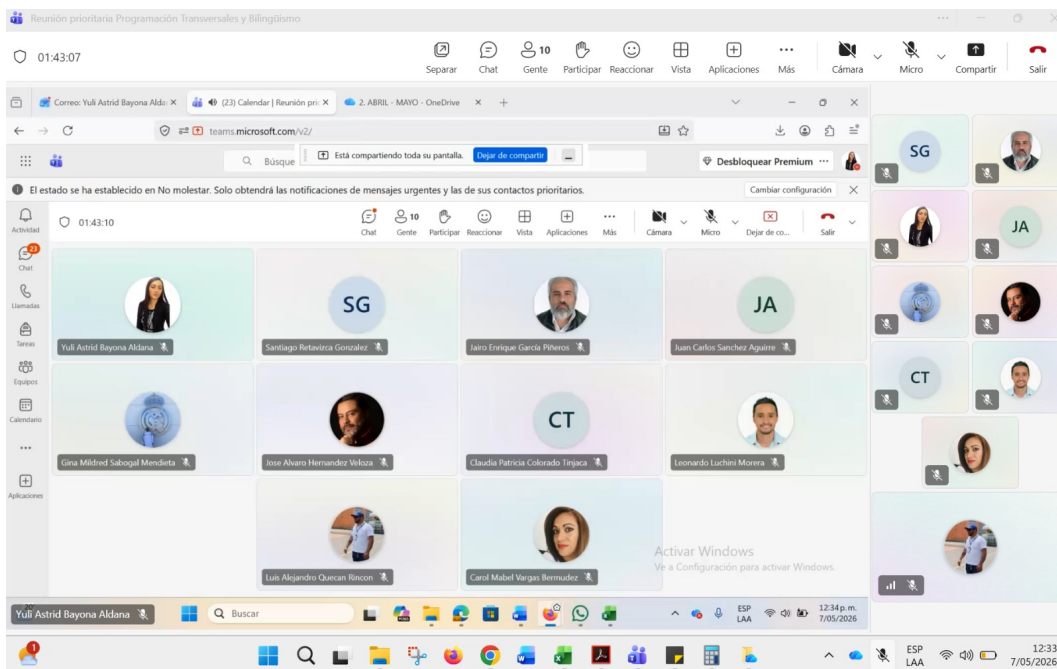 Reunión prioritaria Programación Transversales y Bilingüismo
01:43:07
10
Separar Chat Gente Participar Reaccionar Vista Aplicaciones Más Cámara Micro Compartir Salir
Correo: Yuli Astrid Bayona Alda
(23) Calendar | Reunión pri
2. ABRIL - MAYO - OneDrive
teams.microsoft.com/v2/
Búsque
Está compartiendo toda su pantalla. Dejar de compartir
Desbloquear Premium
El estado se ha establecido en No molestar. Solo obtendrá las notificaciones de mensajes urgentes y las de sus contactos prioritarios.
Cambiar configuración
01:43:10
10
Chat Gente Participar Reaccionar Vista Aplicaciones Más Cámara Micro Dejar de co... Salir
Actividad
23
Chat
Llamadas
Tareas
Equipos
Calendario
Aplicaciones
SG
JA
Yuli Astrid Bayona Aldana
Santiago Retavizca Gonzalez
Jairo Enrique García Piñeros
Juan Carlos Sanchez Aguirre
CT
Gina Mildred Sabogal Mendieta
Jose Alvaro Hernandez Veloza
Claudia Patricia Colorado Tinjaca
Leonardo Luchini Morera
Luis Alejandro Quecan Rincon
Carol Mabel Vargas Bermudez
Activar Windows
Ve a Configuración para activar Windows.
SG
JA
CT
Yuli Astrid Bayona Aldana
Buscar
ESP
LAA
12:34 p. m.
7/05/2026
1
ESP
LAA
12:33
7/05/2026